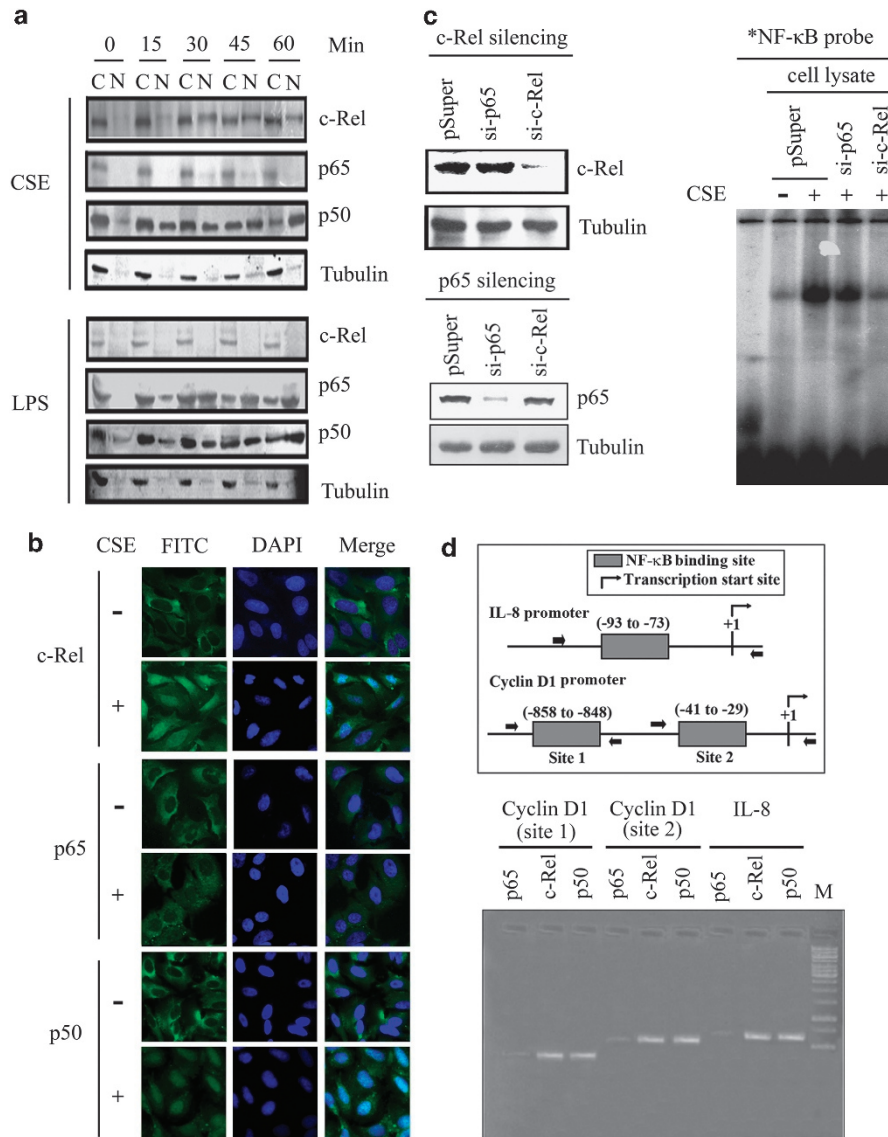 a
0 15 30 45 60 Min
C N C N C N C N C N
CSE
c-Rel
p65
p50
Tubulin
LPS
c-Rel
p65
p50
Tubulin
b
CSE FITC DAPI Merge
c-Rel
-
+
p65
-
+
p50
-
+
c
c-Rel silencing
pSuper si-p65 si-c-Rel
c-Rel
Tubulin
p65 silencing
pSuper si-p65 si-c-Rel
p65
Tubulin
*NF-κB probe
cell lysate
pSuper si-p65 si-c-Rel
CSE - + + +
d
NF-κB binding site
Transcription start site
IL-8 promoter
(-93 to -73) +1
Cyclin D1 promoter
(-858 to -848) (-41 to -29) +1
Site 1 Site 2
Cyclin D1 (site 1) Cyclin D1 (site 2) IL-8
p65 c-Rel p50 p65 c-Rel p50 p65 c-Rel p50 M